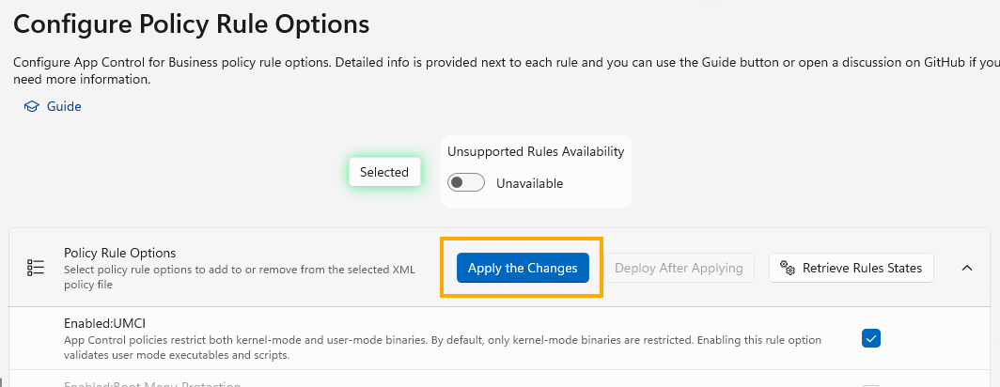 Configure Policy Rule Options
Configure App Control for Business policy rule options. Detailed info is provided next to each rule and you can use the Guide button or open a discussion on GitHub if you
need more information.
Guide
Selected
Unsupported Rules Availability
Unavailable
Policy Rule Options
Select policy rule options to add to or remove from the selected XML
policy file
Apply the Changes
Deploy After Applying
Retrieve Rules States
Enabled:UMCI
App Control policies restrict both kernel-mode and user-mode binaries. By default, only kernel-mode binaries are restricted. Enabling this rule option
validates user mode executables and scripts.
Enabled:Boot Menu Protection